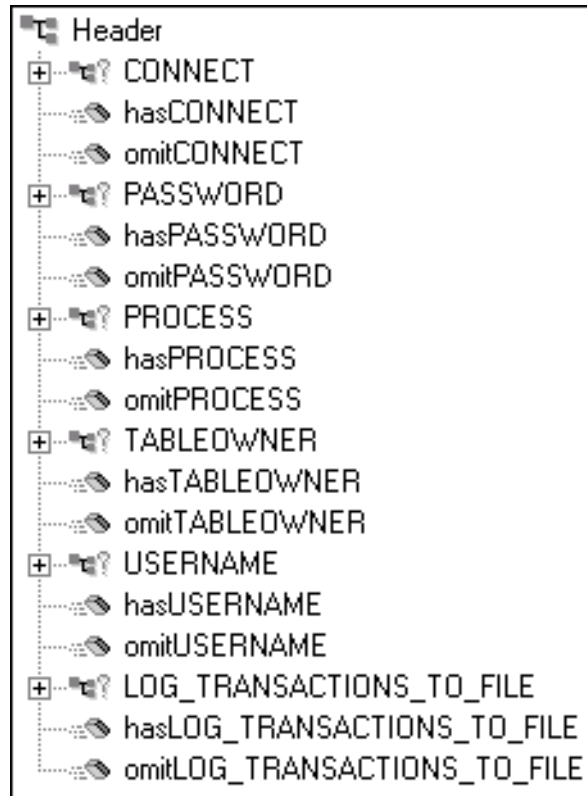 Header
CONNECT
hasCONNECT
omitCONNECT
PASSWORD
hasPASSWORD
omitPASSWORD
PROCESS
hasPROCESS
omitPROCESS
TABLEOWNER
hasTABLEOWNER
omitTABLEOWNER
USERNAME
hasUSERNAME
omitUSERNAME
LOG_TRANSACTIONS_TO_FILE
hasLOG_TRANSACTIONS_TO_FILE
omitLOG_TRANSACTIONS_TO_FILE